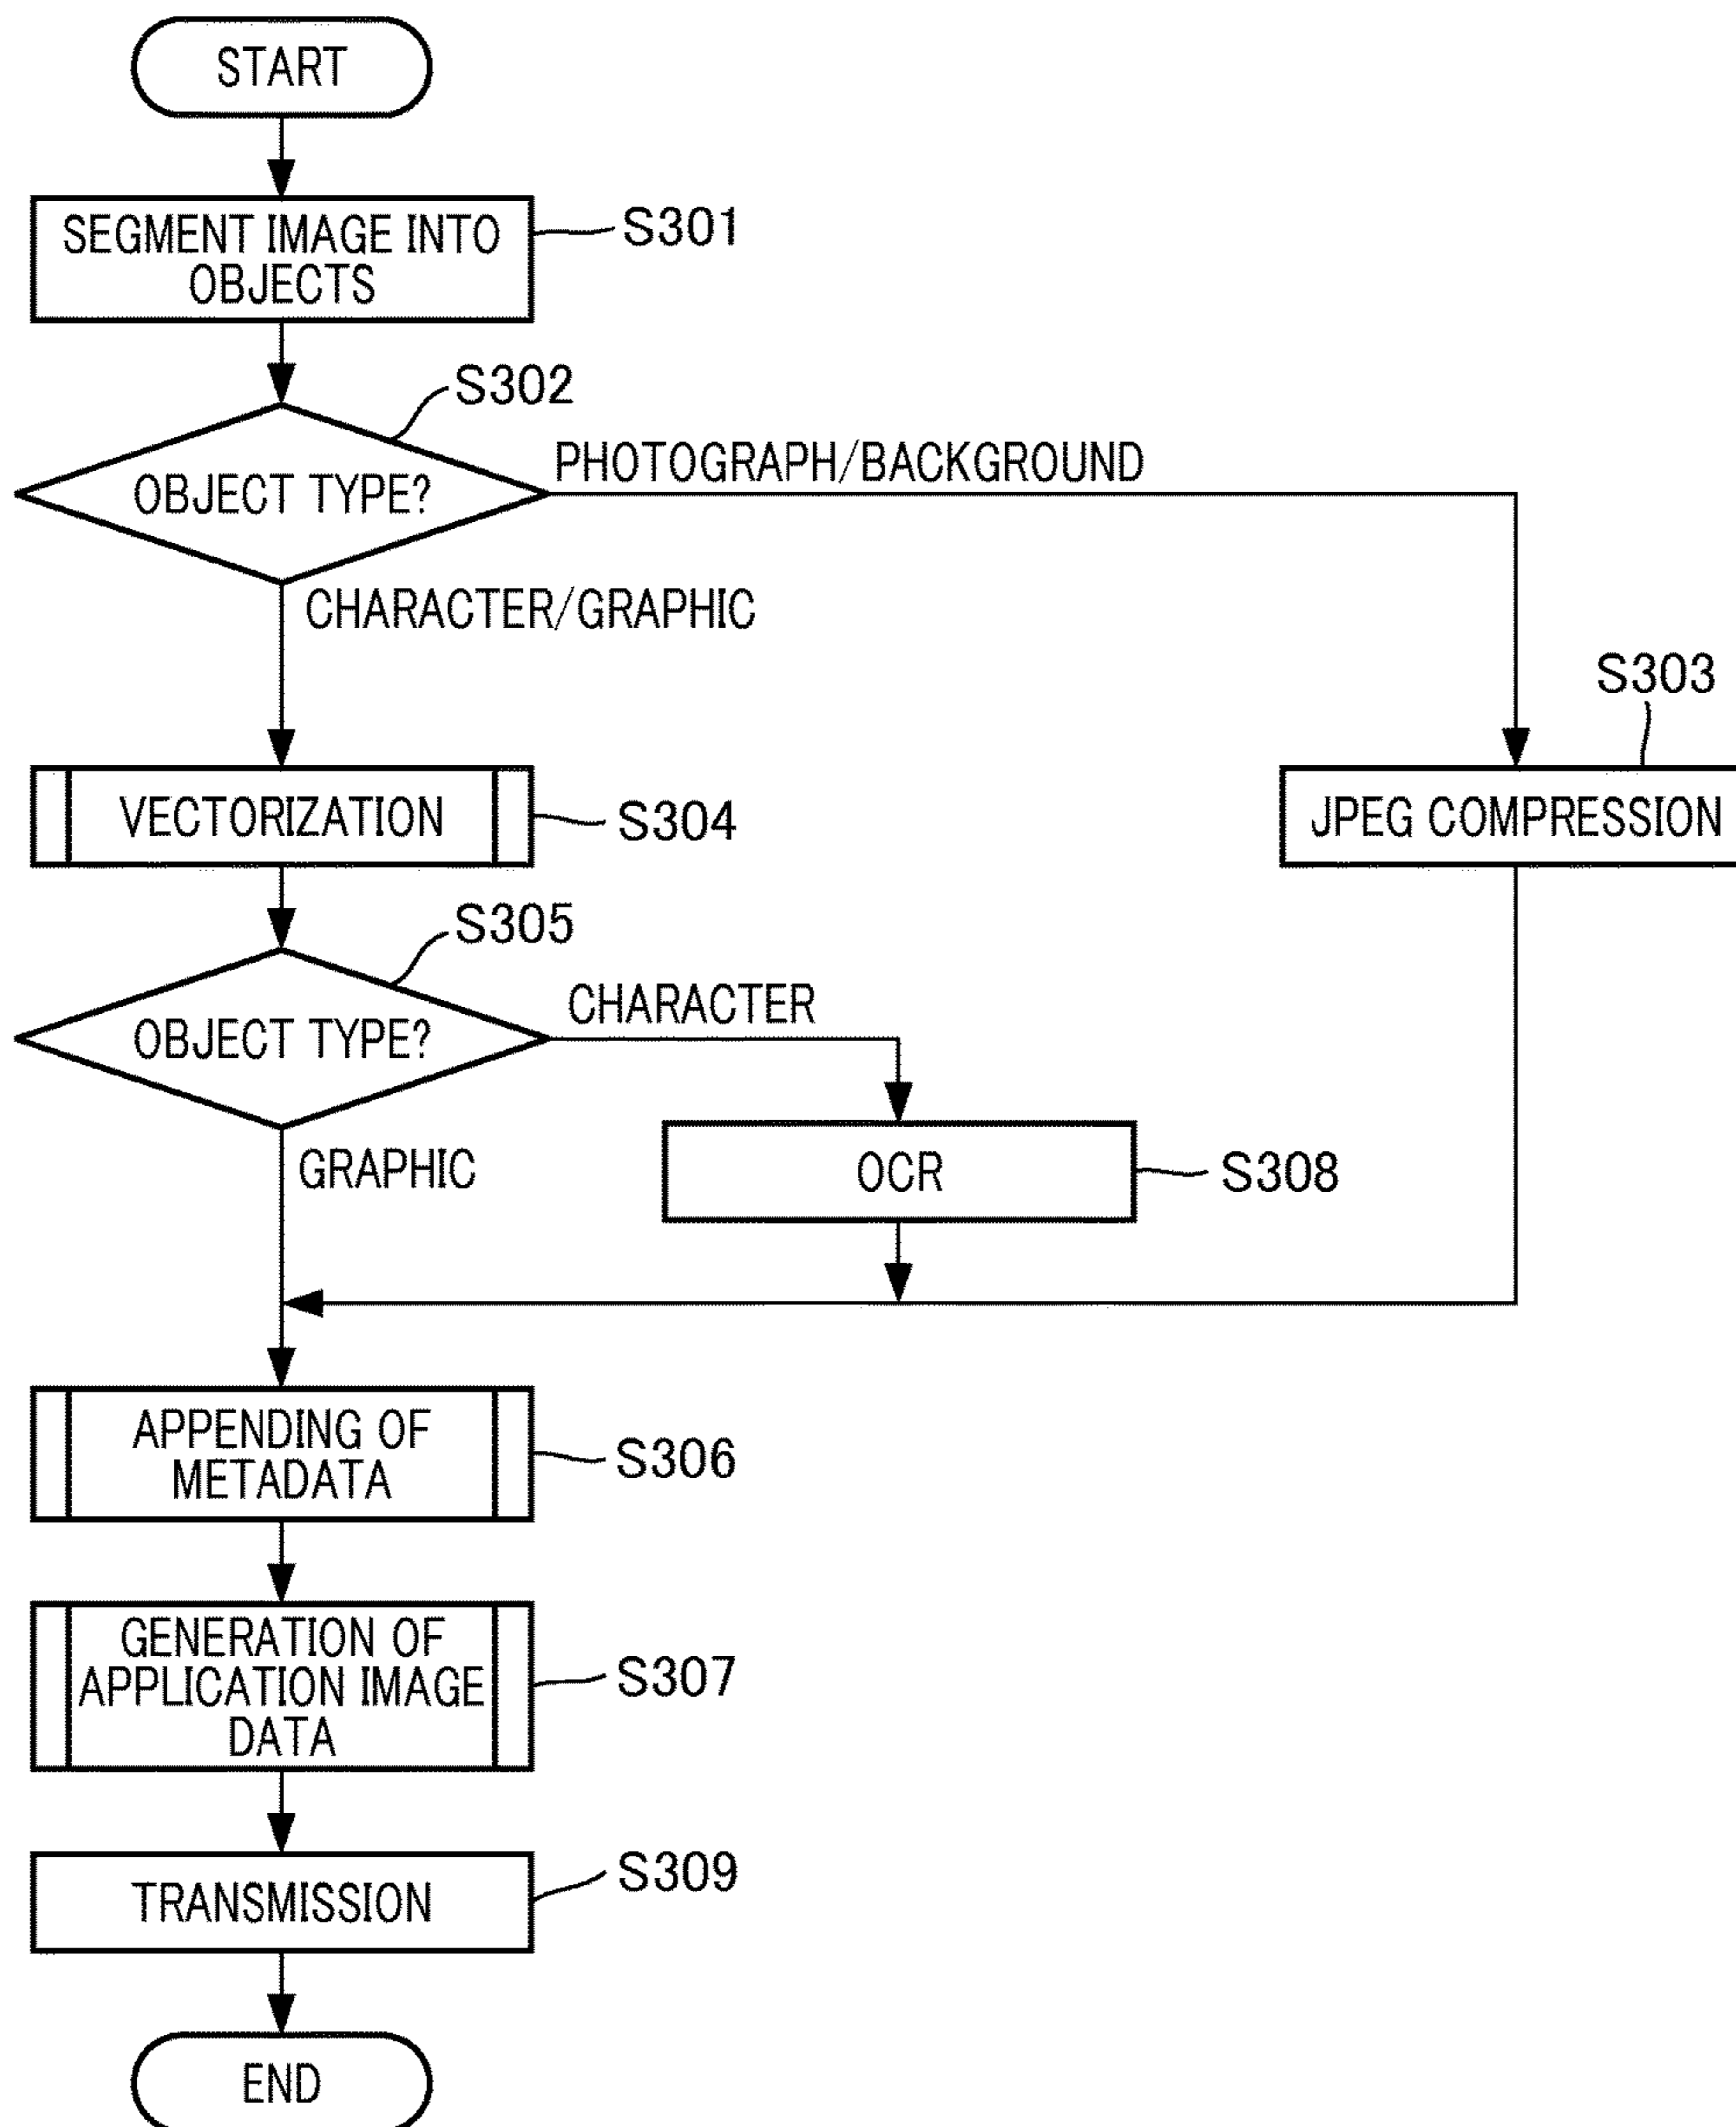 START
SEGMENT IMAGE INTO
OBJECTS
S301
S302
OBJECT TYPE?
PHOTOGRAPH/BACKGROUND
CHARACTER/GRAPHIC
S303
VECTORIZATION
S304
JPEG COMPRESSION
S305
OBJECT TYPE?
CHARACTER
GRAPHIC
OCR
S308
APPENDING OF
METADATA
S306
GENERATION OF
APPLICATION IMAGE
DATA
S307
TRANSMISSION
S309
END